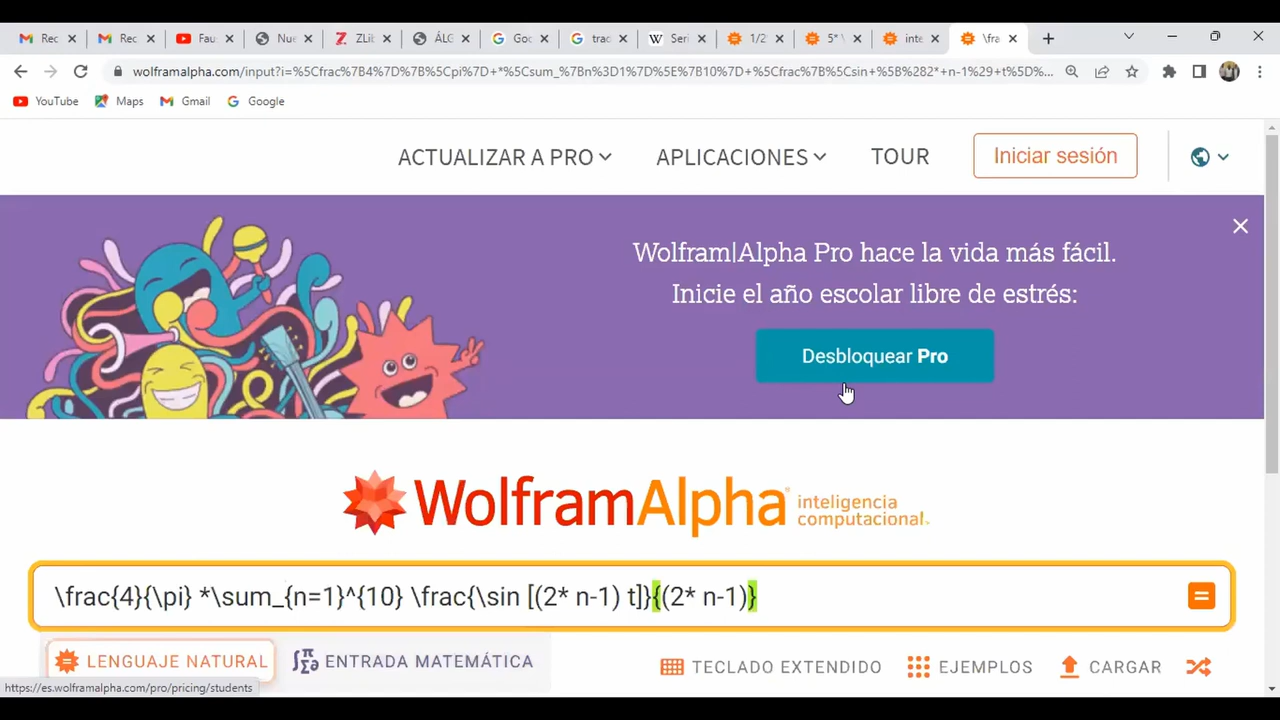 Rec
Rec
Fau
Nue
ZLib
ÁLG
Goo
trac
Seri
1/2
5* \
inte
\fra
wolframalpha.com/input?i=%5Cfrac%7B4%7D%7B%5Cpi%7D+*%5Csum_%7Bn%3D1%7D%5E%7B10%7D+%5Cfrac%7B%5Csin+%5B%282*+n-1%29+t%5D%...
YouTube Maps Gmail Google
ACTUALIZAR A PRO APLICACIONES TOUR Iniciar sesión
Wolfram|Alpha Pro hace la vida más fácil.
Inicie el año escolar libre de estrés:
Desbloquear Pro
WolframAlpha inteligencia
computacional.
\frac{4}{\pi} *\sum_{n=1}^{10} \frac{\sin [(2* n-1) t]}{(2* n-1)}
LENGUAJE NATURAL ENTRADA MATEMÁTICA TECLADO EXTENDIDO EJEMPLOS CARGAR
https://es.wolframalpha.com/pro/pricing/students